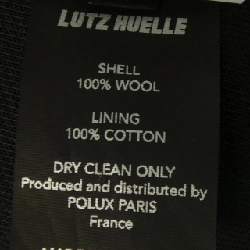 LUTZ HUELLE
SHELL
100% WOOL
LINING
100% COTTON
DRY CLEAN ONLY
Produced and distributed by
POLUX PARIS
France